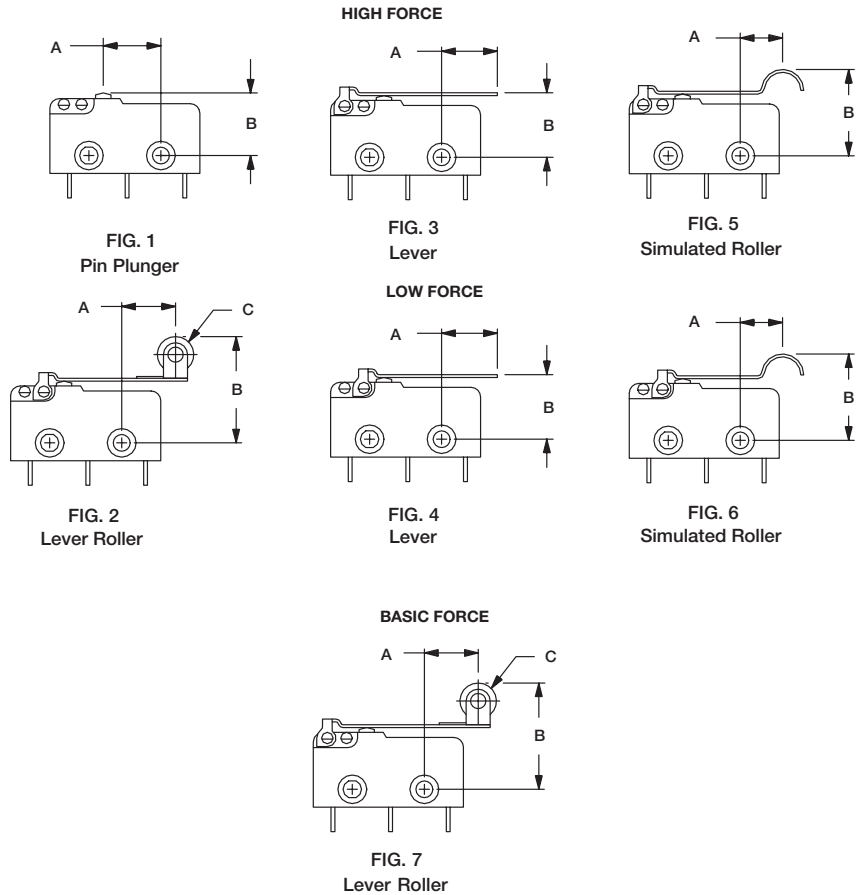 HIGH FORCE
A
B
FIG. 1
Pin Plunger
A
B
FIG. 3
Lever
A
B
FIG. 5
Simulated Roller
LOW FORCE
A
C
B
FIG. 2
Lever Roller
A
B
FIG. 4
Lever
A
B
FIG. 6
Simulated Roller
BASIC FORCE
A
C
B
FIG. 7
Lever Roller